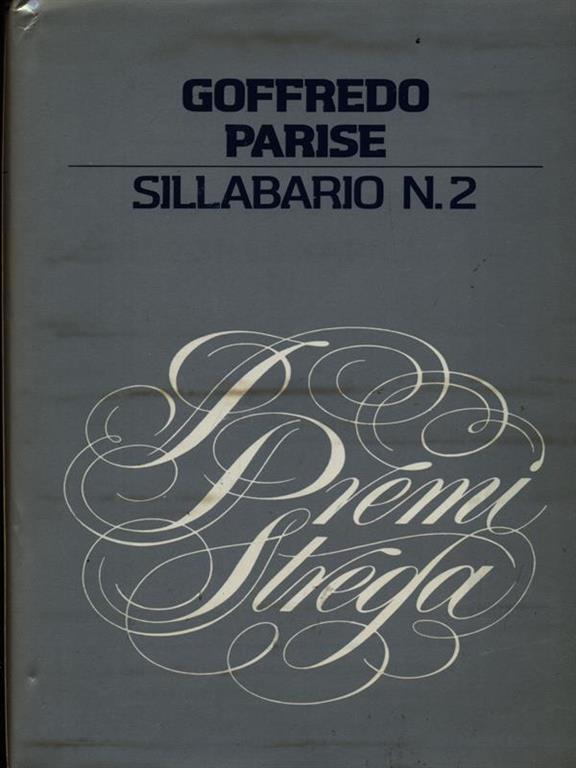 GOFFREDO
PARISE
SILLABARIO N.2
I Premi
Strega